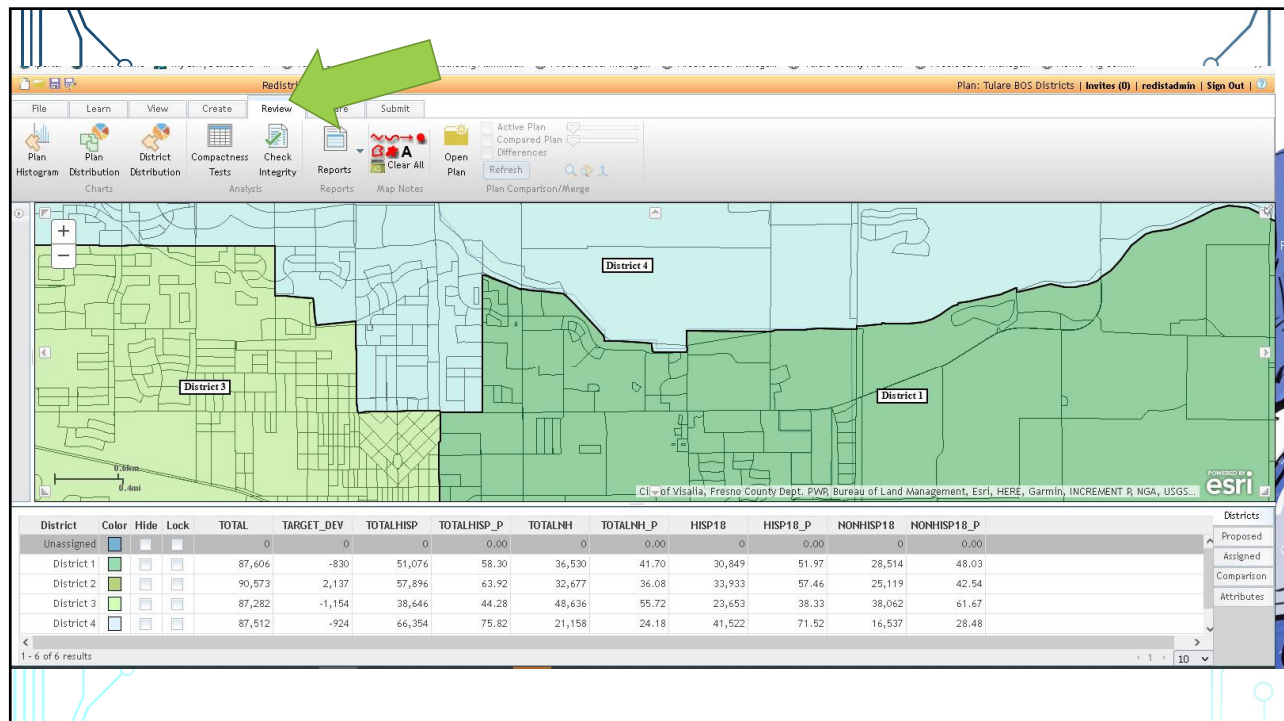 Redistri
Plan: Tulare BOS Districts | Invites (0) | redistadmin | Sign Out | ?
File Learn View Create Review Submit
Plan Histogram
Plan Distribution
District Distribution
Charts
Compactness Tests
Check Integrity
Analysis
Reports
Reports
A
Clear All
Map Notes
Open Plan
Active Plan
Compared Plan
Differences
Refresh
Plan Comparison/Merge
+
−
District 4
District 3
District 1
0.6km
0.4mi
of Visalia, Fresno County Dept. PWP, Bureau of Land Management, Esri, HERE, Garmin, INCREMENT P, NGA, USGS...
POWERED BY
esri
District Color Hide Lock TOTAL TARGET_DEV TOTALHISP TOTALHISP_P TOTALNH TOTALNH_P HISP18 HISP18_P NONHISP18 NONHISP18_P
Unassigned 0 0 0 0.00 0 0.00 0 0.00 0 0.00
District 1 87,606 -830 51,076 58.30 36,530 41.70 30,849 51.97 28,514 48.03
District 2 90,573 2,137 57,896 63.92 32,677 36.08 33,933 57.46 25,119 42.54
District 3 87,282 -1,154 38,646 44.28 48,636 55.72 23,653 38.33 38,062 61.67
District 4 87,512 -924 66,354 75.82 21,158 24.18 41,522 71.52 16,537 28.48
Districts
Proposed
Assigned
Comparison
Attributes
1 - 6 of 6 results
1
10